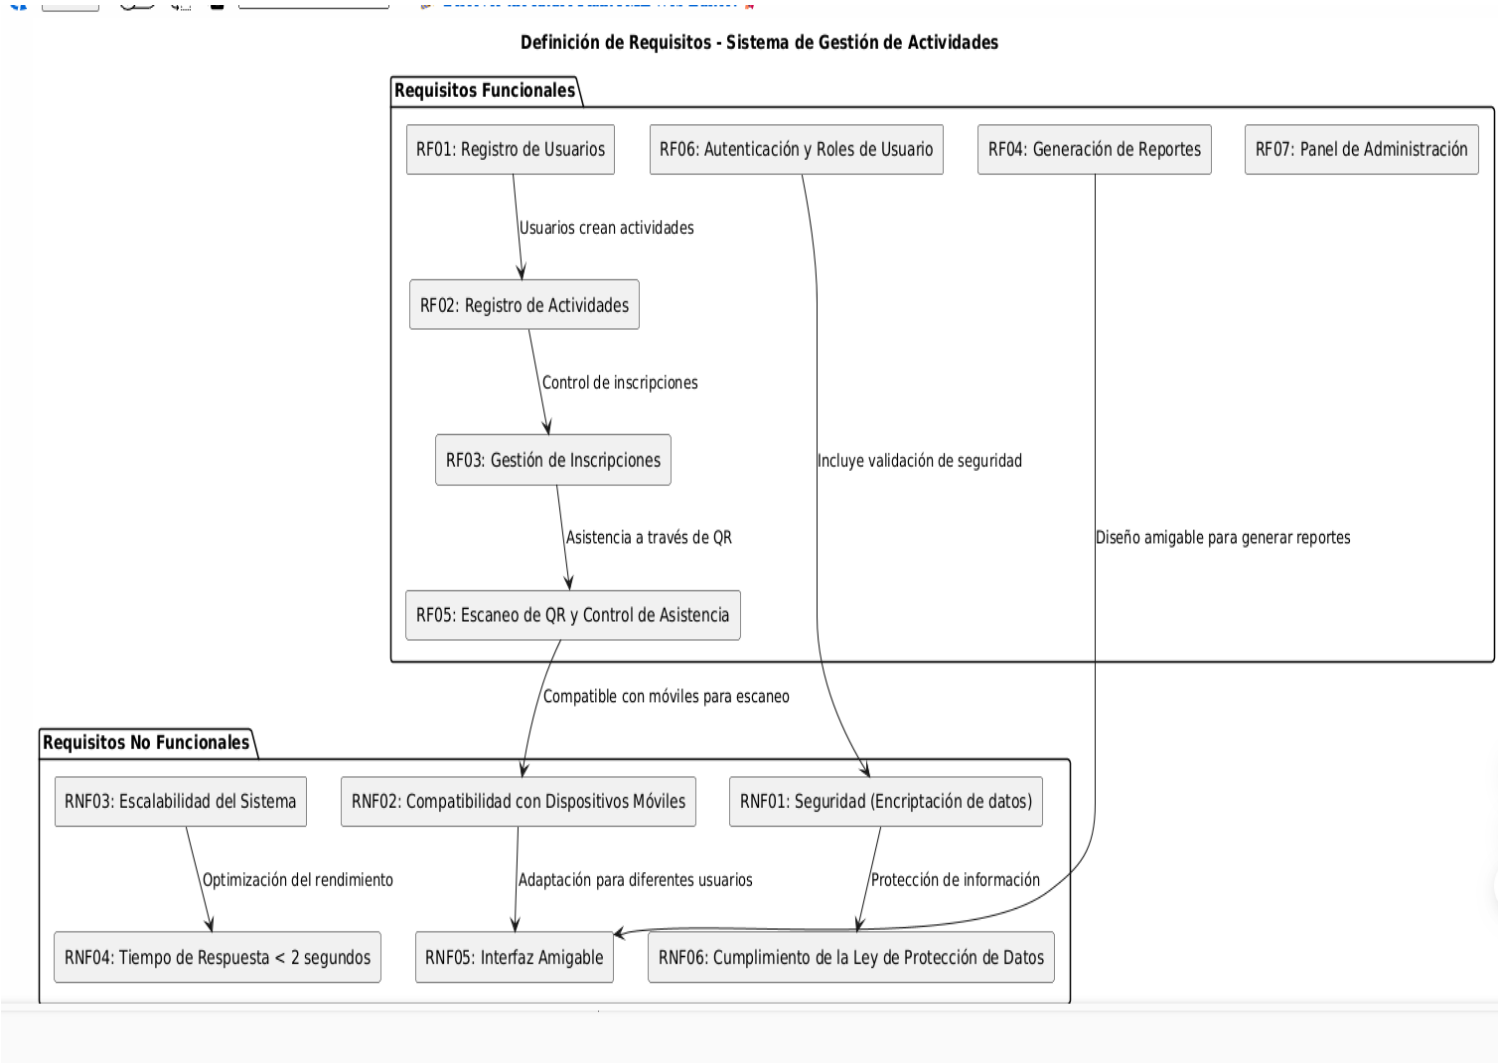 Definición de Requisitos - Sistema de Gestión de Actividades
Requisitos Funcionales
RF01: Registro de Usuarios
RF06: Autenticación y Roles de Usuario
RF04: Generación de Reportes
RF07: Panel de Administración
Usuarios crean actividades
RF02: Registro de Actividades
Control de inscripciones
RF03: Gestión de Inscripciones
Incluye validación de seguridad
Asistencia a través de QR
Diseño amigable para generar reportes
RF05: Escaneo de QR y Control de Asistencia
Compatible con móviles para escaneo
Requisitos No Funcionales
RNF03: Escalabilidad del Sistema
RNF02: Compatibilidad con Dispositivos Móviles
RNF01: Seguridad (Encriptación de datos)
Optimización del rendimiento
Adaptación para diferentes usuarios
Protección de información
RNF04: Tiempo de Respuesta < 2 segundos
RNF05: Interfaz Amigable
RNF06: Cumplimiento de la Ley de Protección de Datos